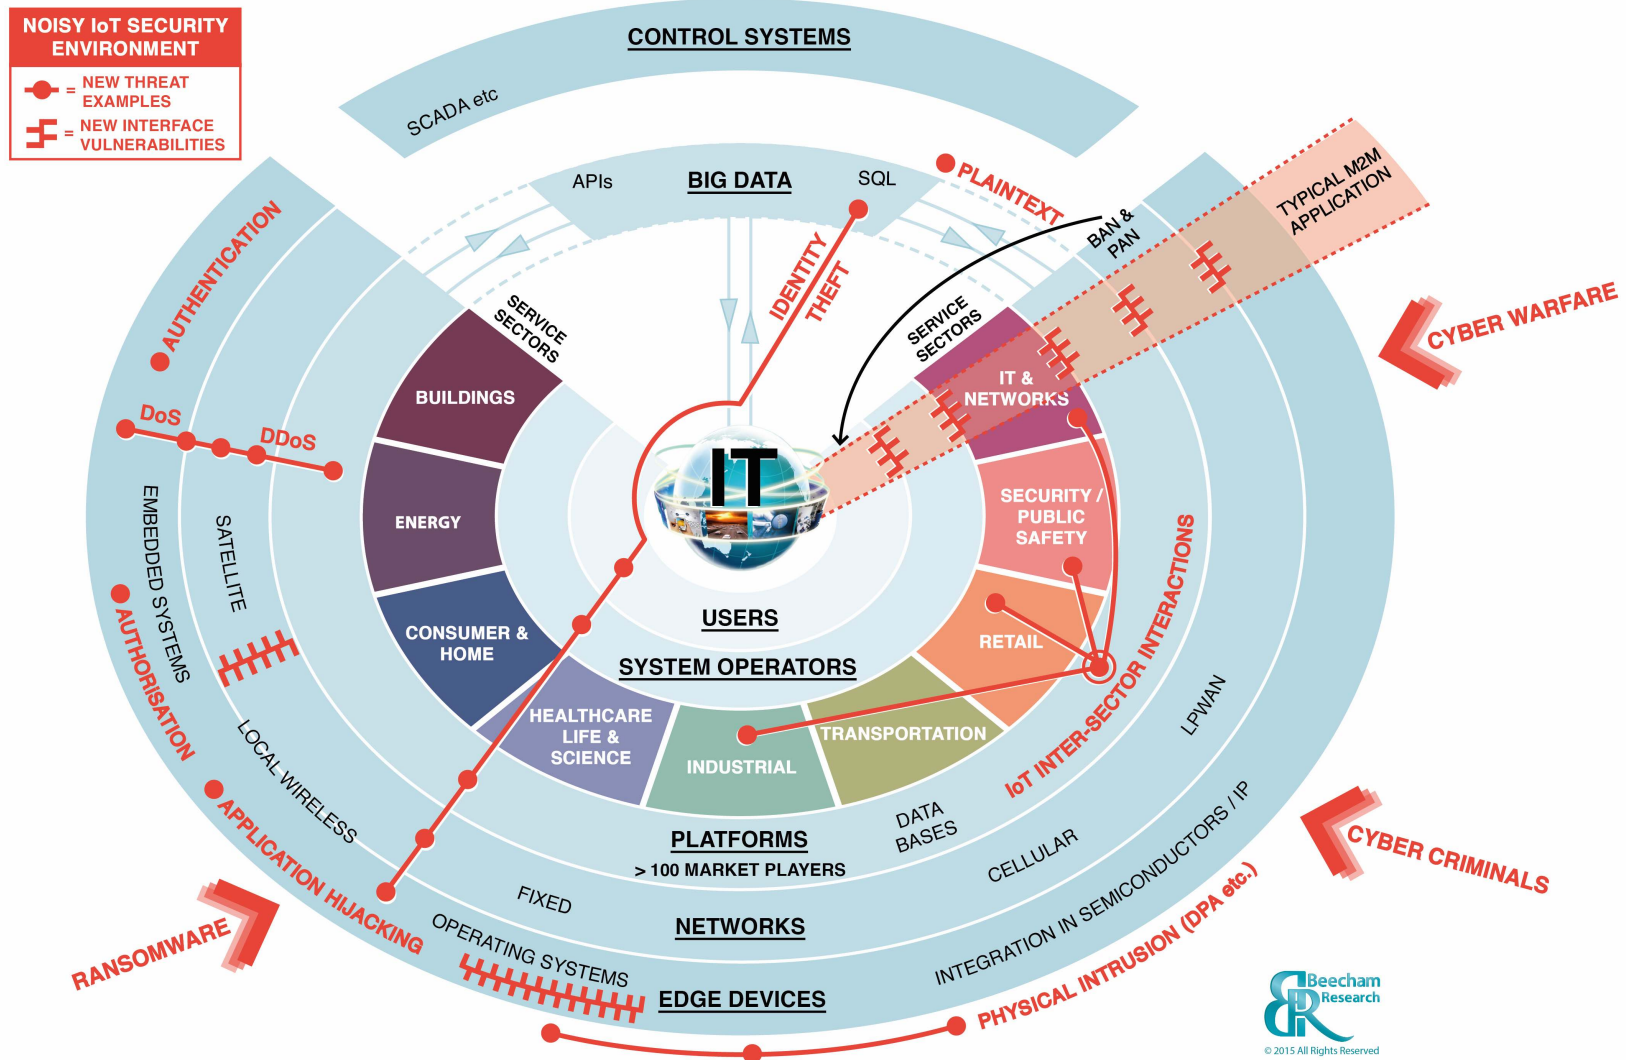 NOISY IoT SECURITY
ENVIRONMENT
= NEW THREAT
EXAMPLES
= NEW INTERFACE
VULNERABILITIES
CONTROL SYSTEMS
SCADA etc
APIs
BIG DATA
SQL
PLAINTEXT
BAN &
PAN
TYPICAL M2M
APPLICATION
AUTHENTICATION
IDENTITY
THEFT
SERVICE
SECTORS
SERVICE
SECTORS
CYBER WARFARE
BUILDINGS
IT &
NETWORKS
DoS
DDoS
IT
ENERGY
SECURITY /
PUBLIC
SAFETY
EMBEDDED SYSTEMS
SATELLITE
USERS
CONSUMER &
HOME
RETAIL
SYSTEM OPERATORS
IoT INTER-SECTOR INTERACTIONS
AUTHORISATION
HEALTHCARE
LIFE &
SCIENCE
INDUSTRIAL
TRANSPORTATION
LPWAN
LOCAL WIRELESS
PLATFORMS
> 100 MARKET PLAYERS
DATA
BASES
CELLULAR
CYBER CRIMINALS
APPLICATION HIJACKING
FIXED
NETWORKS
INTEGRATION IN SEMICONDUCTORS / IP
RANSOMWARE
OPERATING SYSTEMS
EDGE DEVICES
PHYSICAL INTRUSION (DPA etc.)
BR
Beecham
Research
© 2015 All Rights Reserved